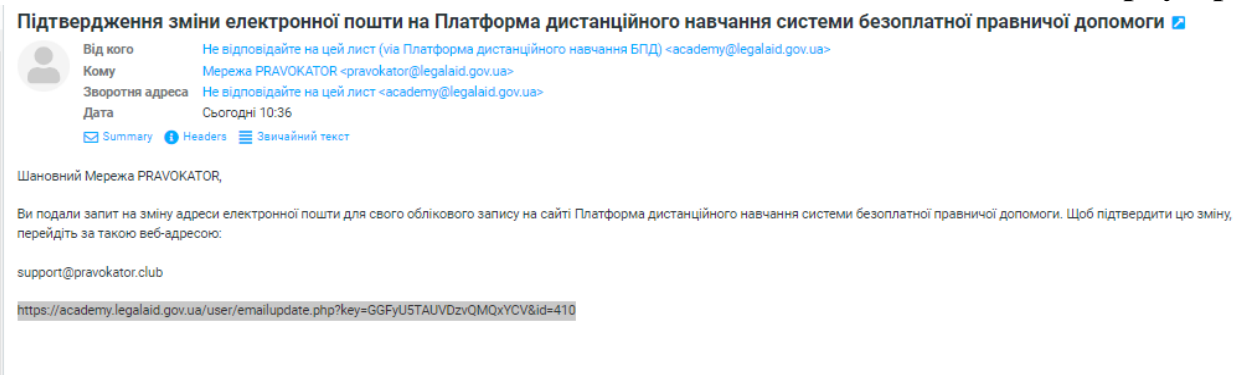 Підтвердження зміни електронної пошти на Платформа дистанційного навчання системи безоплатної правничої допомоги
Від кого Не відповідайте на цей лист (via Платформа дистанційного навчання БПД) <academy@legalaid.gov.ua>
Кому Мережа PRAVOKATOR <pravokator@legalaid.gov.ua>
Зворотня адреса Не відповідайте на цей лист <academy@legalaid.gov.ua>
Дата Сьогодні 10:36
Summary Headers Звичайний текст
Шановний Мережа PRAVOKATOR,
Ви подали запит на зміну адреси електронної пошти для свого облікового запису на сайті Платформа дистанційного навчання системи безоплатної правничої допомоги. Щоб підтвердити цю зміну,
перейдіть за такою веб-адресою:
support@pravokator.club
https://academy.legalaid.gov.ua/user/emailupdate.php?key=GGFyU5TAUVDzvQMQxYCV&id=410